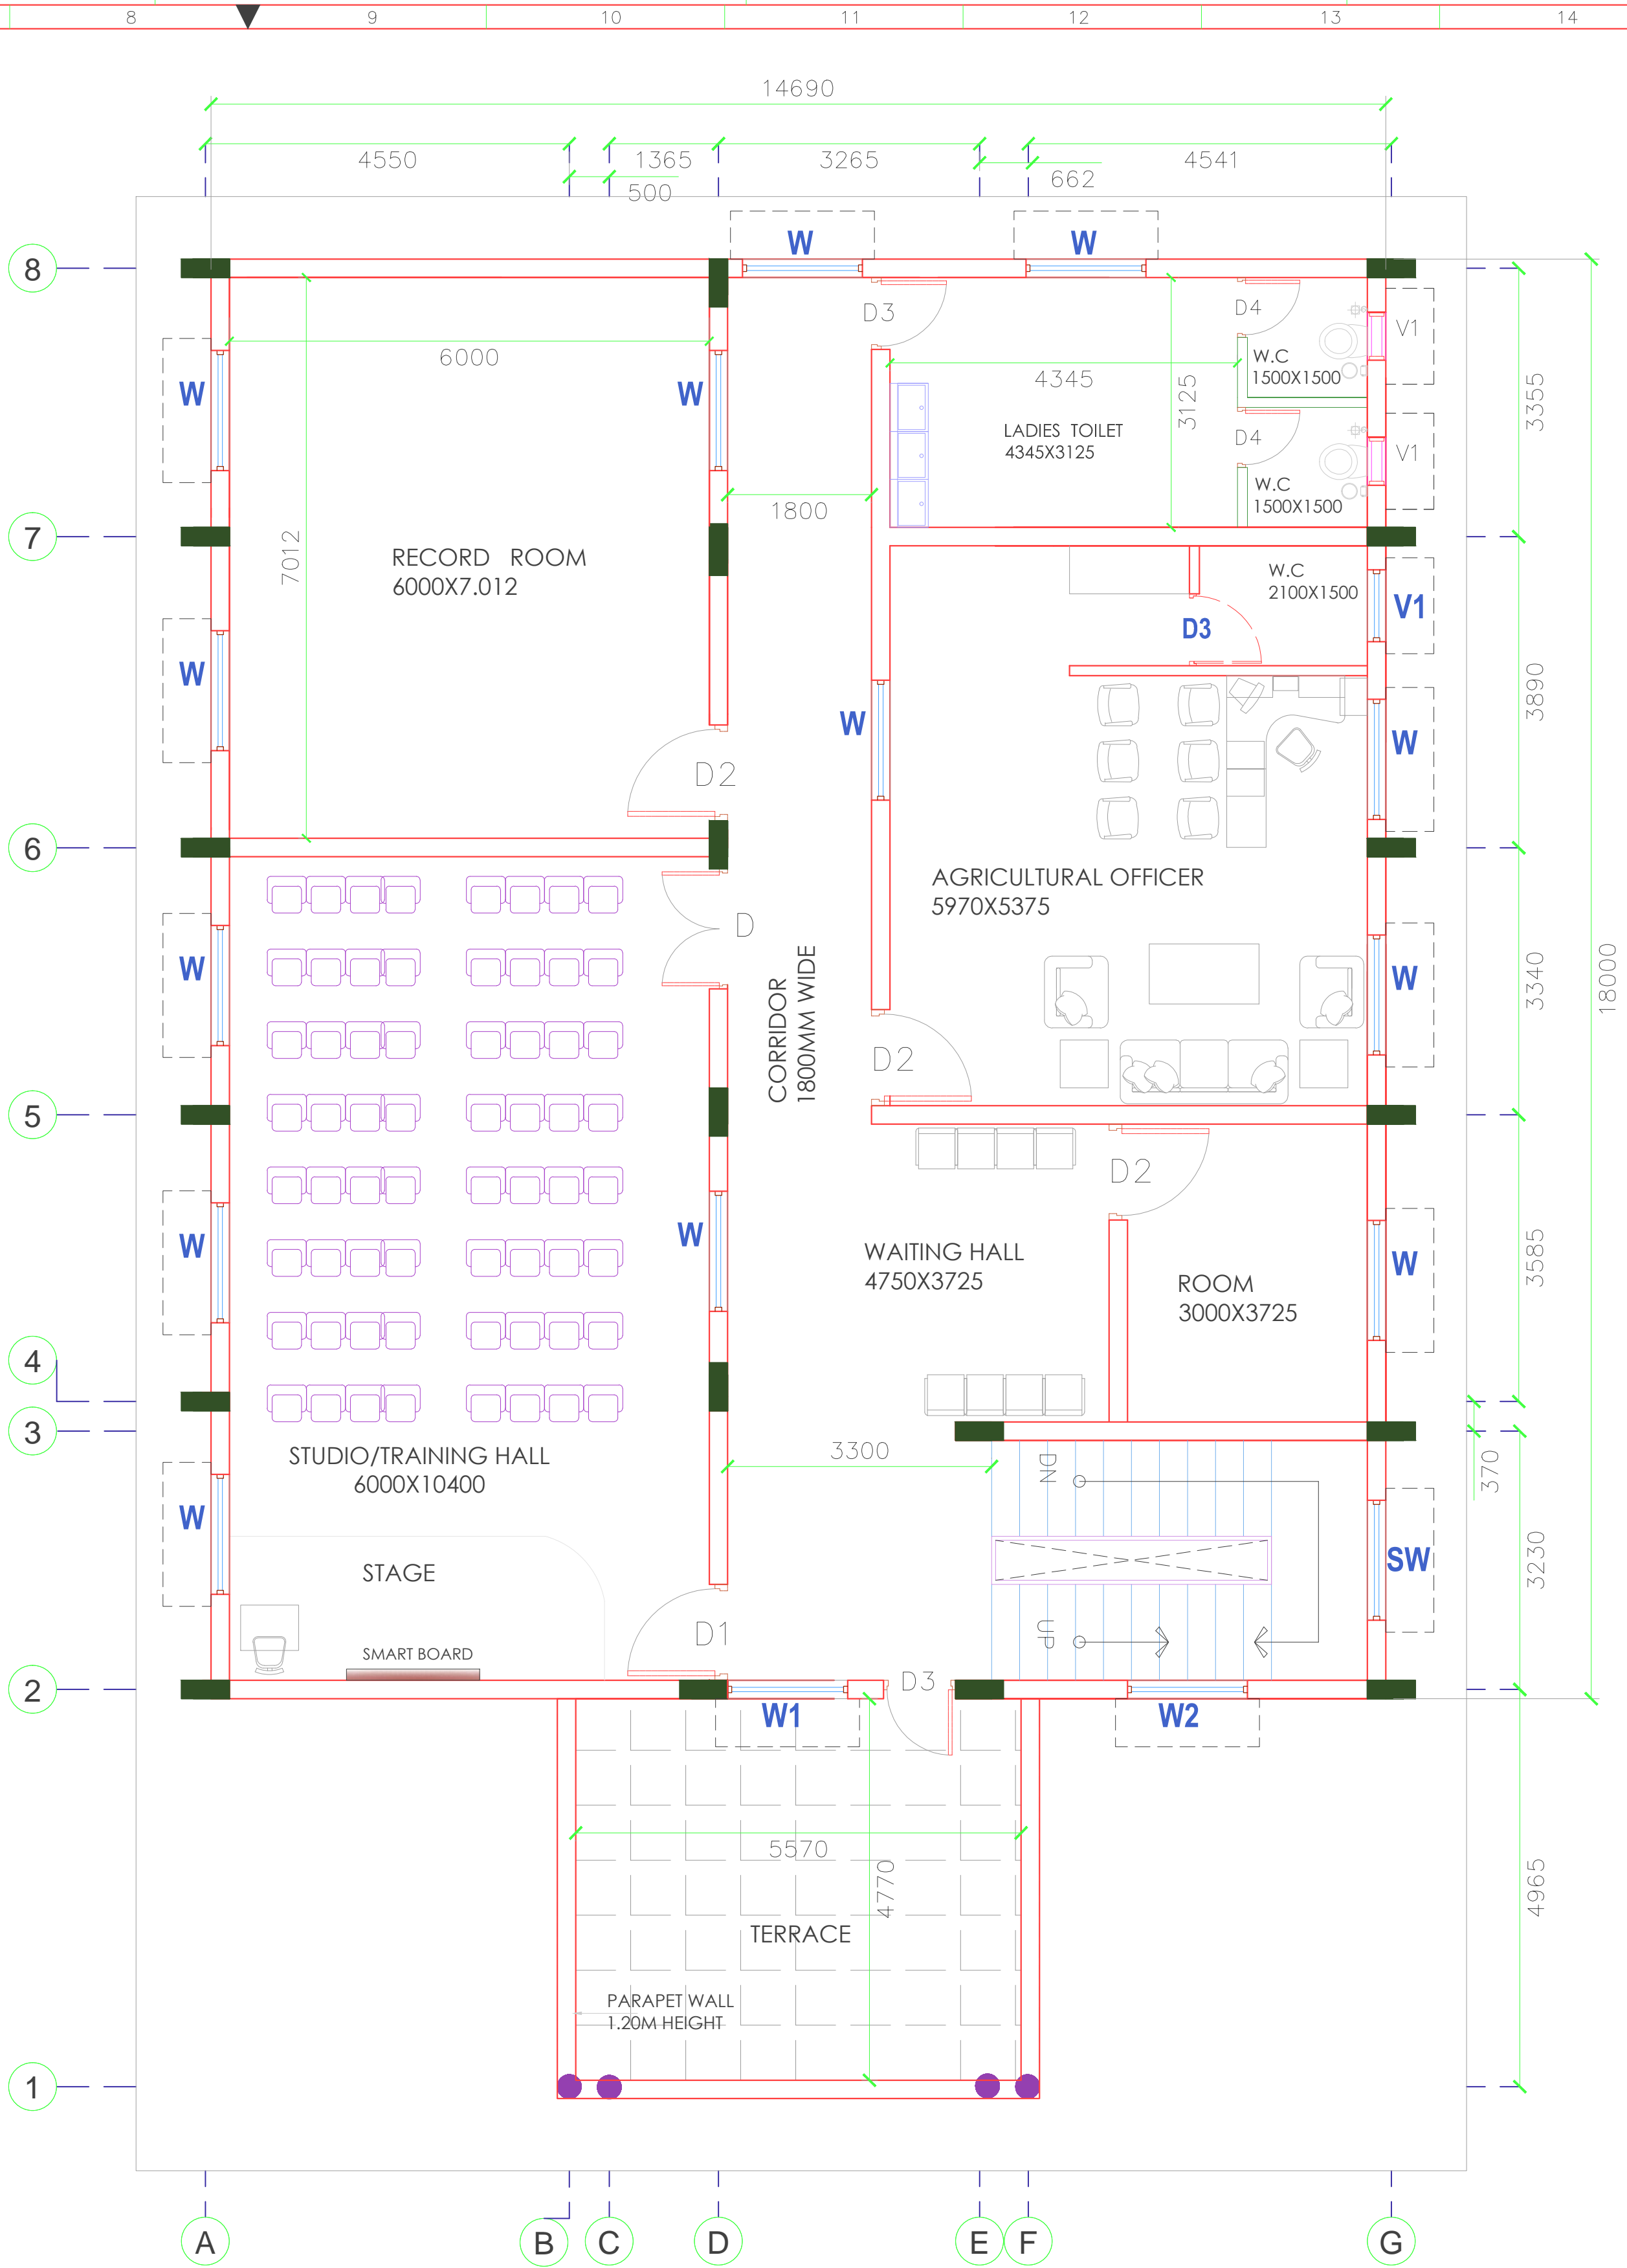 8 9 10 11 12 13 14
14690
4550 1365 3265 4541
500 662
W W
8
D3 D4 V1
W.C
1500X1500
6000
4345
3125
3355
W W
LADIES TOILET
4345X3125
D4 V1
W.C
1500X1500
1800
7
7012
RECORD ROOM
6000X7.012
W.C
2100X1500
V1
D3
W
3890
W
W
D2
6
AGRICULTURAL OFFICER
5970X5375
D
W
W
3340
18000
CORRIDOR
1800MM WIDE
D2
5
D2
W
W
WAITING HALL
4750X3725
W
3585
ROOM
3000X3725
4
3
STUDIO/TRAINING HALL
6000X10400
3300
DN
370
W
STAGE
SW
3230
D1
UP
SMART BOARD
2
D3
W1
W2
5570
4770
4965
TERRACE
PARAPET WALL
1.20M HEIGHT
1
A B C D E F G